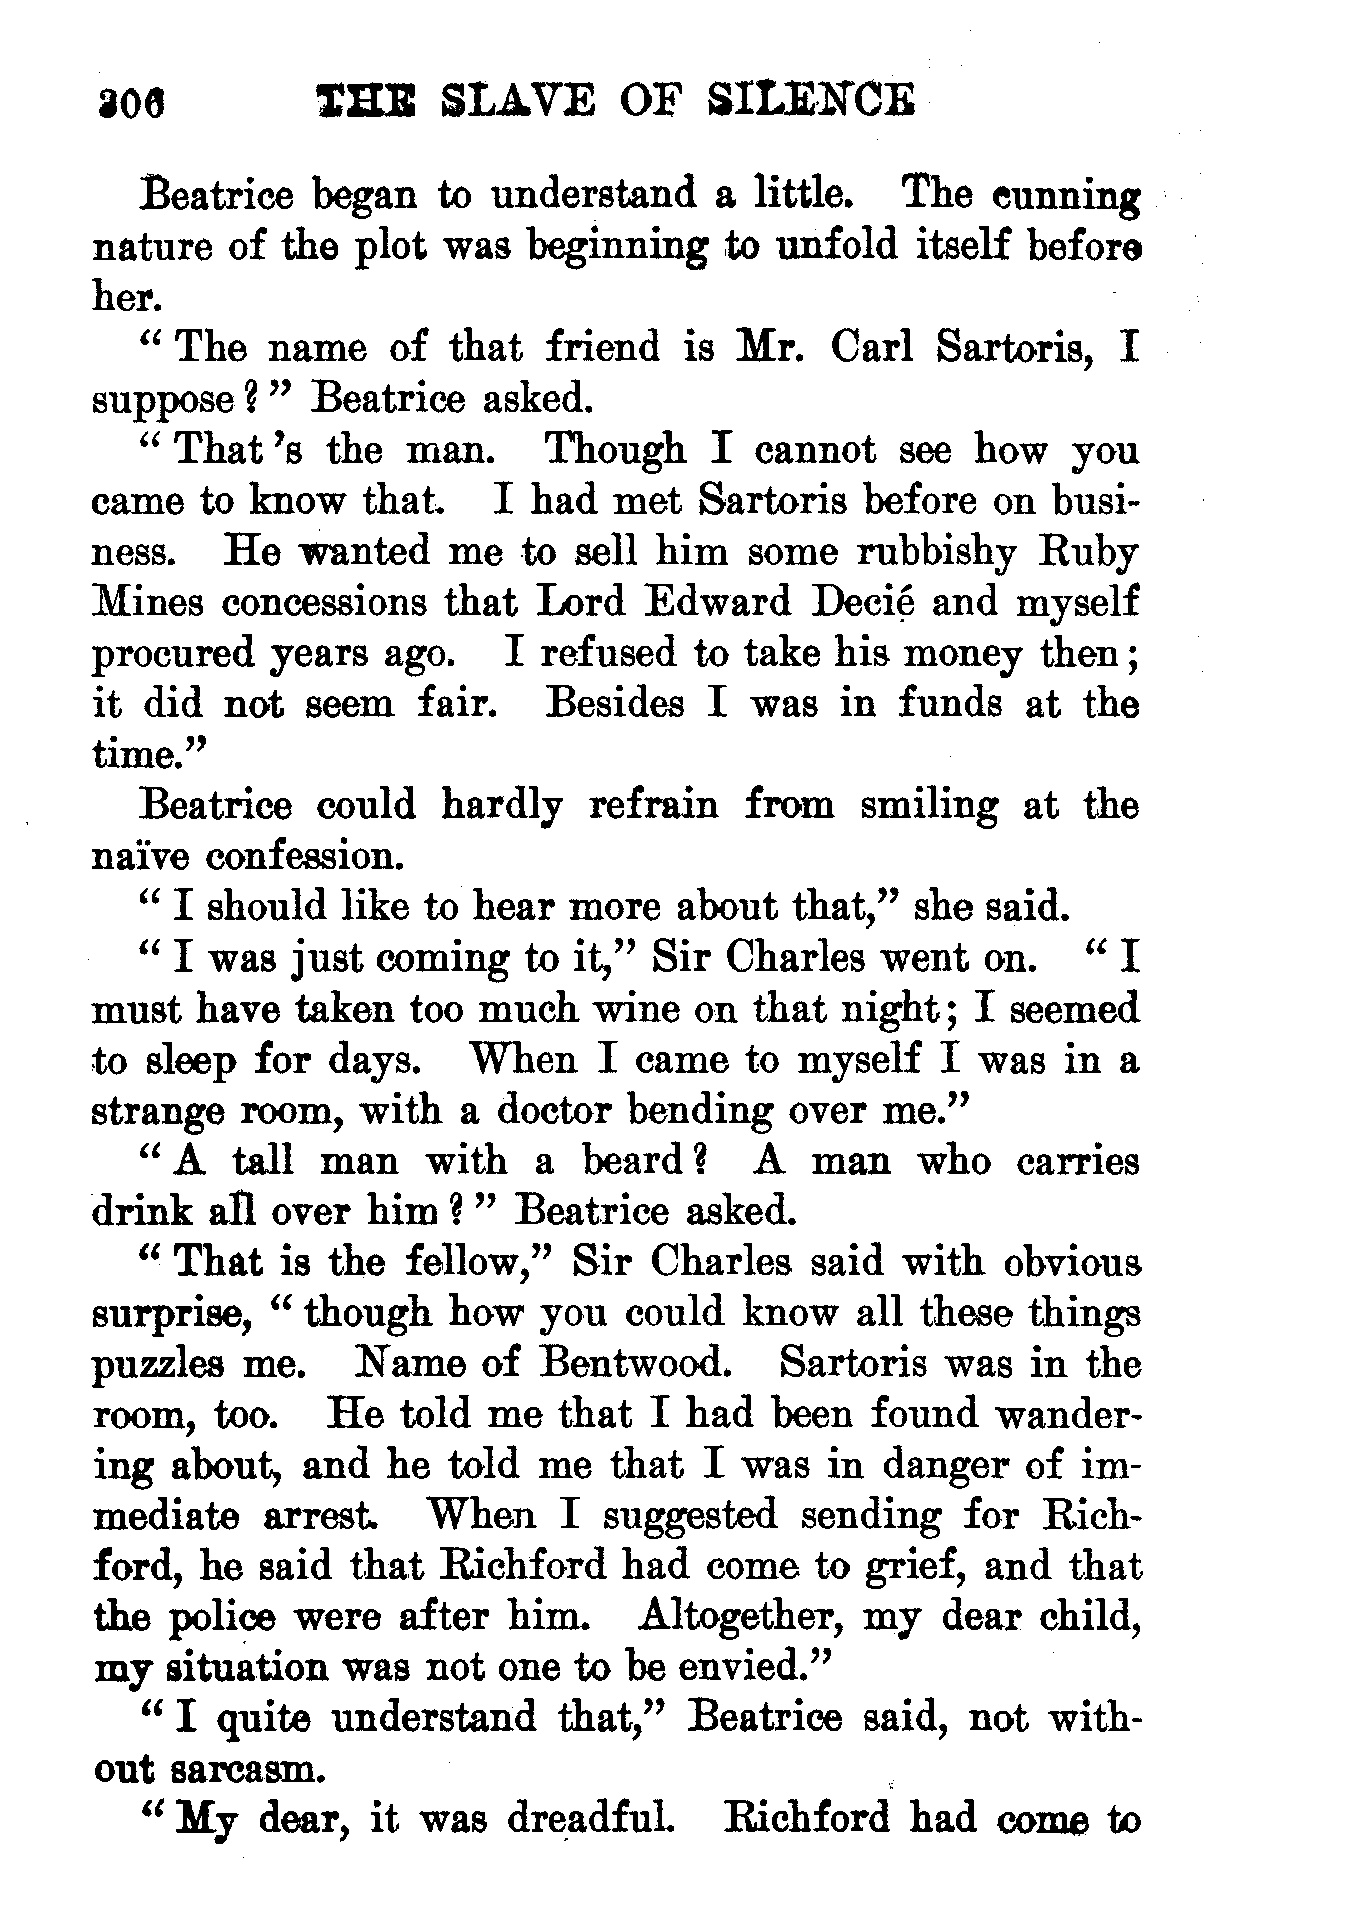 306 THE SLAVE OF SILENCE
Beatrice began to understand a little. The cunning
nature of the plot was beginning to unfold itself before
her.
“ The name of that friend is Mr. Carl Sartoris, I
suppose ? ” Beatrice asked.
“ That ’s the man. Though I cannot see how you
came to know that. I had met Sartoris before on busi-
ness. He wanted me to sell him some rubbishy Ruby
Mines concessions that Lord Edward Decié and myself
procured years ago. I refused to take his money then ;
it did not seem fair. Besides I was in funds at the
time.”
Beatrice could hardly refrain from smiling at the
naïve confession.
“ I should like to hear more about that,” she said.
“ I was just coming to it,” Sir Charles went on. “ I
must have taken too much wine on that night ; I seemed
to sleep for days. When I came to myself I was in a
strange room, with a doctor bending over me.”
“ A tall man with a beard ? A man who carries
drink all over him ? ” Beatrice asked.
“ That is the fellow,” Sir Charles said with obvious
surprise, “ though how you could know all these things
puzzles me. Name of Bentwood. Sartoris was in the
room, too. He told me that I had been found wander-
ing about, and he told me that I was in danger of im-
mediate arrest. When I suggested sending for Rich-
ford, he said that Richford had come to grief, and that
the police were after him. Altogether, my dear child,
my situation was not one to be envied.”
“ I quite understand that,” Beatrice said, not with-
out sarcasm.
“ My dear, it was dreadful. Richford had come to